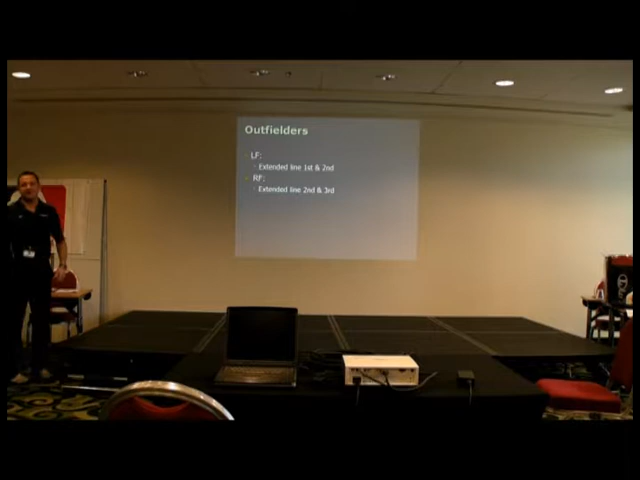 Outfielders
LF:
Extended line 1st & 2nd
RF:
Extended line 2nd & 3rd